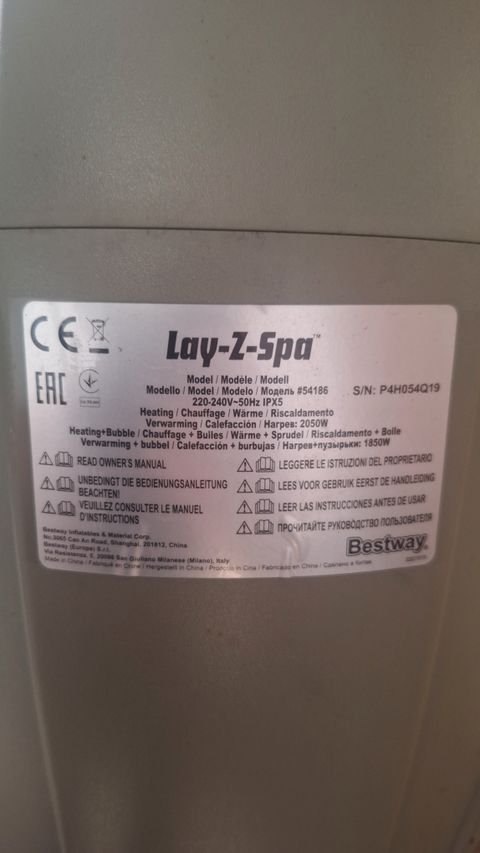 CE
EAC
Lay-Z-Spa™
Model / Modèle / Modell
Modello / Model / Modelo / Модель #54186
S/N: P4H054Q19
220-240V~50Hz IPX5
Heating / Chauffage / Wärme / Riscaldamento
Verwarming / Calefacción / Нагрев: 2050W
Heating+Bubble / Chauffage + Bulles / Wärme + Sprudel / Riscaldamento + Bolle
Verwarming + bubbel / Calefacción + burbujas / Нагрев+пузырьки: 1850W
READ OWNER'S MANUAL
UNBEDINGT DIE BEDIENUNGSANLEITUNG
BEACHTEN!
VEUILLEZ CONSULTER LE MANUEL
D'INSTRUCTIONS
LEGGERE LE ISTRUZIONI DEL PROPRIETARIO
LEES VOOR GEBRUIK EERST DE HANDLEIDING
LEER LAS INSTRUCCIONES ANTES DE USAR
ПРОЧИТАЙТЕ РУКОВОДСТВО ПОЛЬЗОВАТЕЛЯ
Bestway Inflatables & Material Corp.
No.3065 Cao An Road, Shanghai, 201812, China
Bestway (Europe) S.r.l.
Via Resistenza, 5, 20098 San Giuliano Milanese (Milano), Italy
Made in China / Fabriqué en Chine / Hergestellt in China / Prodotto in Cina / Fabricado en China / Сделано в Китае
Bestway®